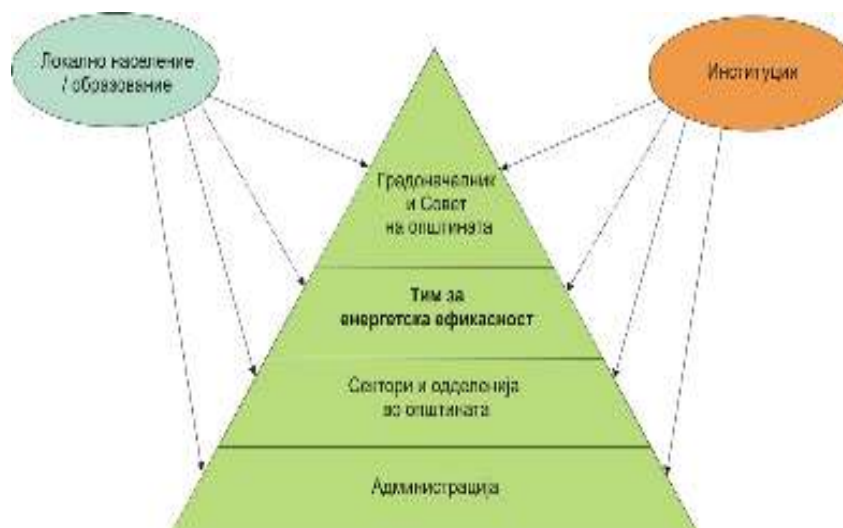 Локално население
/ образование
Институции
Градоначалник
и Совет
на општината
Тим за
енергетска ефикасност
Сектори и одделенија
во општината
Администрација